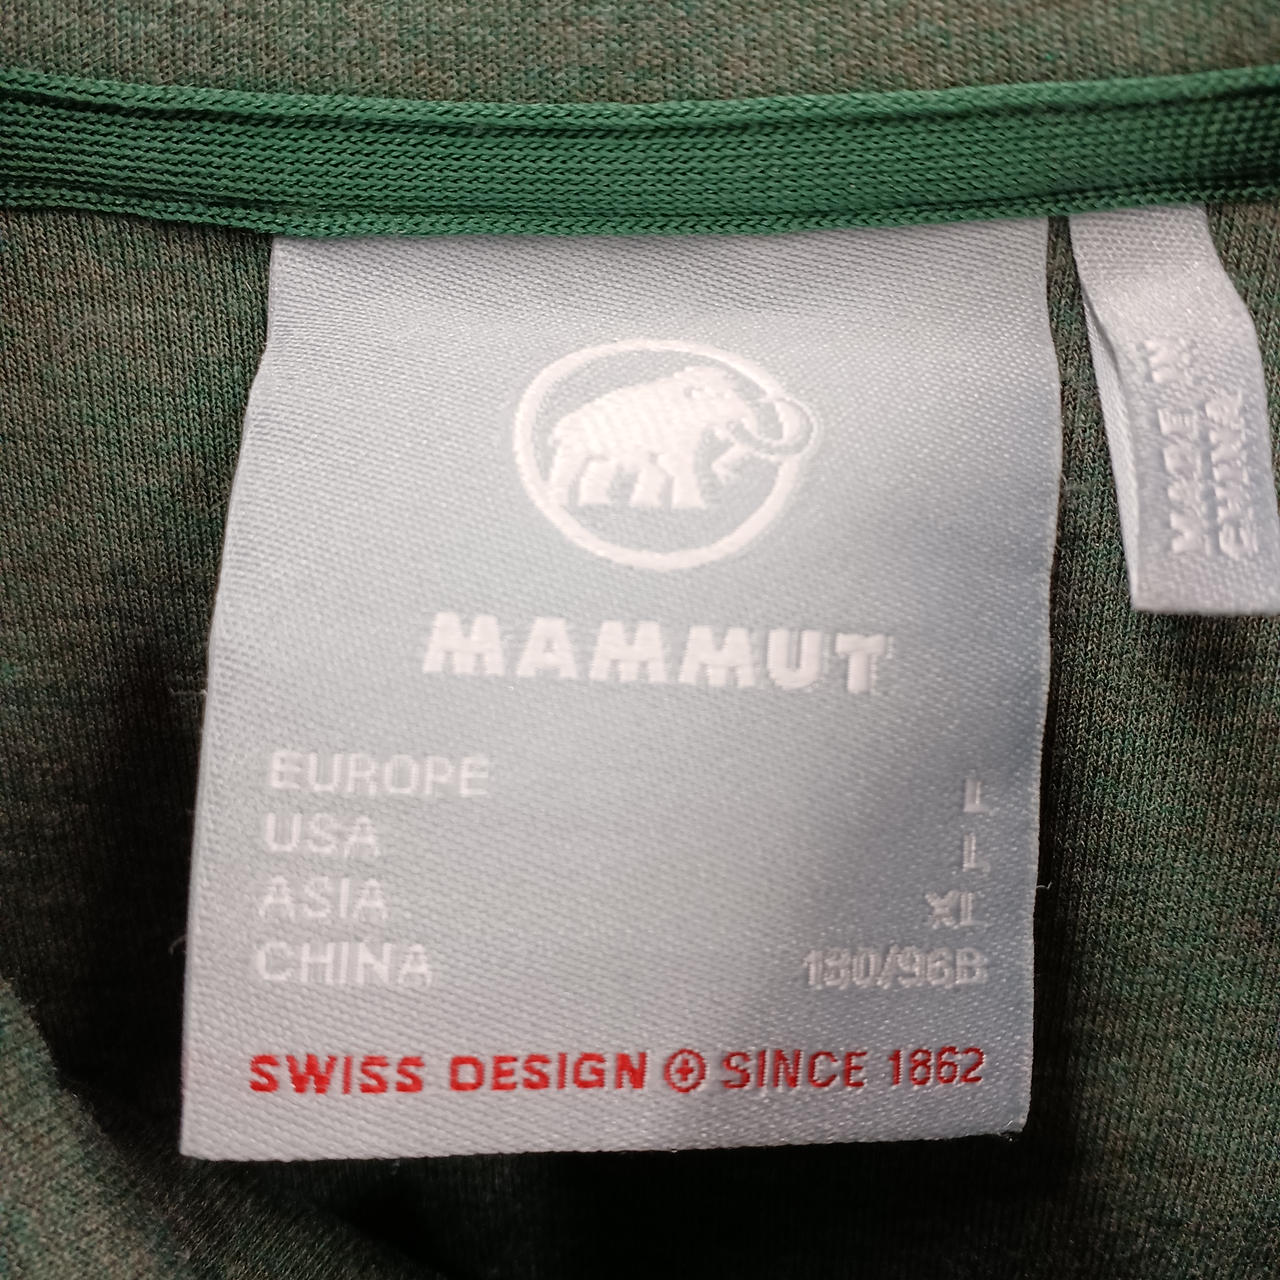 MAMMUT
EUROPE L
USA L
ASIA XL
CHINA 180/96B
SWISS DESIGN SINCE 1862
MADE IN
CHINA